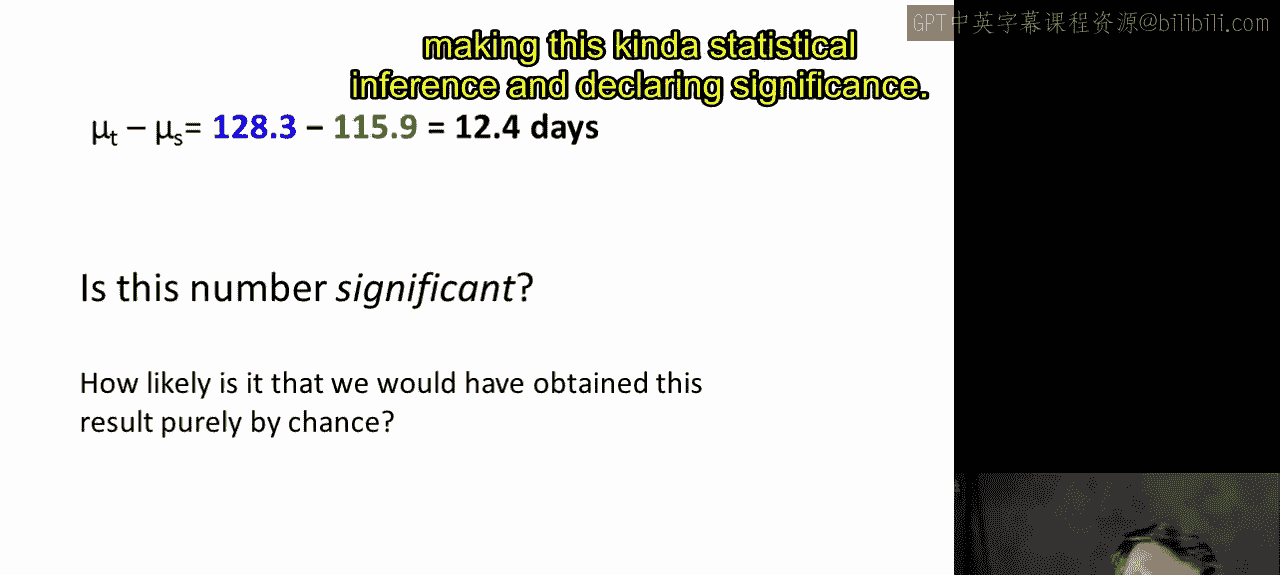 GPT中英字幕课程资源@bilibili.com
making this kinda statistical
inference and declaring significance.
μt – μs= 128.3 – 115.9 = 12.4 days
Is this number significant?
How likely is it that we would have obtained this
result purely by chance?